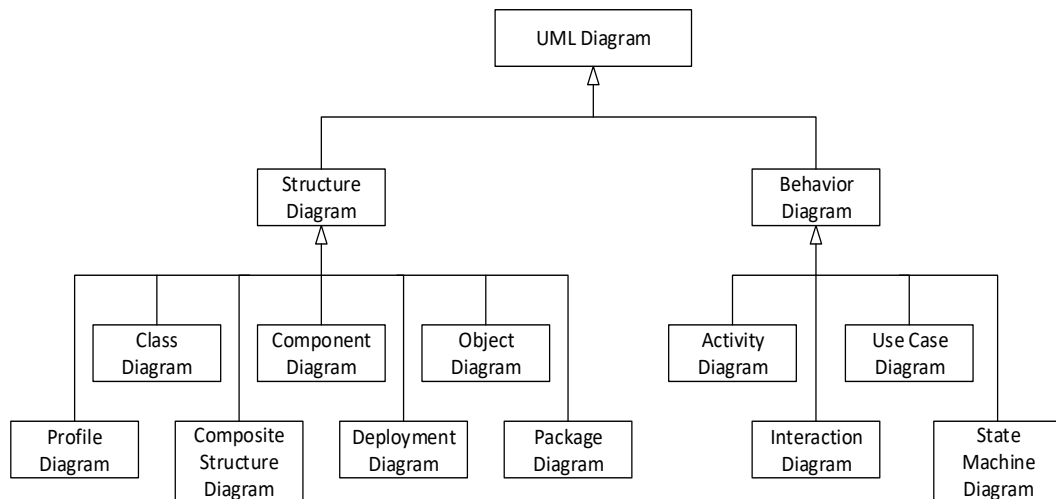 UML Diagram
Structure
Diagram
Behavior
Diagram
Class
Diagram
Component
Diagram
Object
Diagram
Activity
Diagram
Use Case
Diagram
Profile
Diagram
Composite
Structure
Diagram
Deployment
Diagram
Package
Diagram
Interaction
Diagram
State
Machine
Diagram